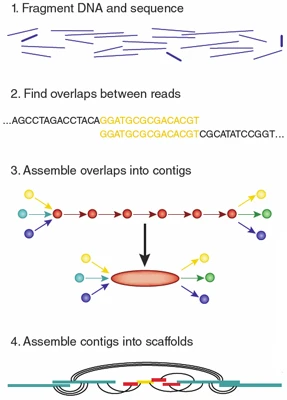 1. Fragment DNA and sequence
2. Find overlaps between reads
...AGCCTAGACCTACAGGATGCGCGACACGT
GGATGCGCGACACGTCGCATATCCGGT...
3. Assemble overlaps into contigs
4. Assemble contigs into scaffolds